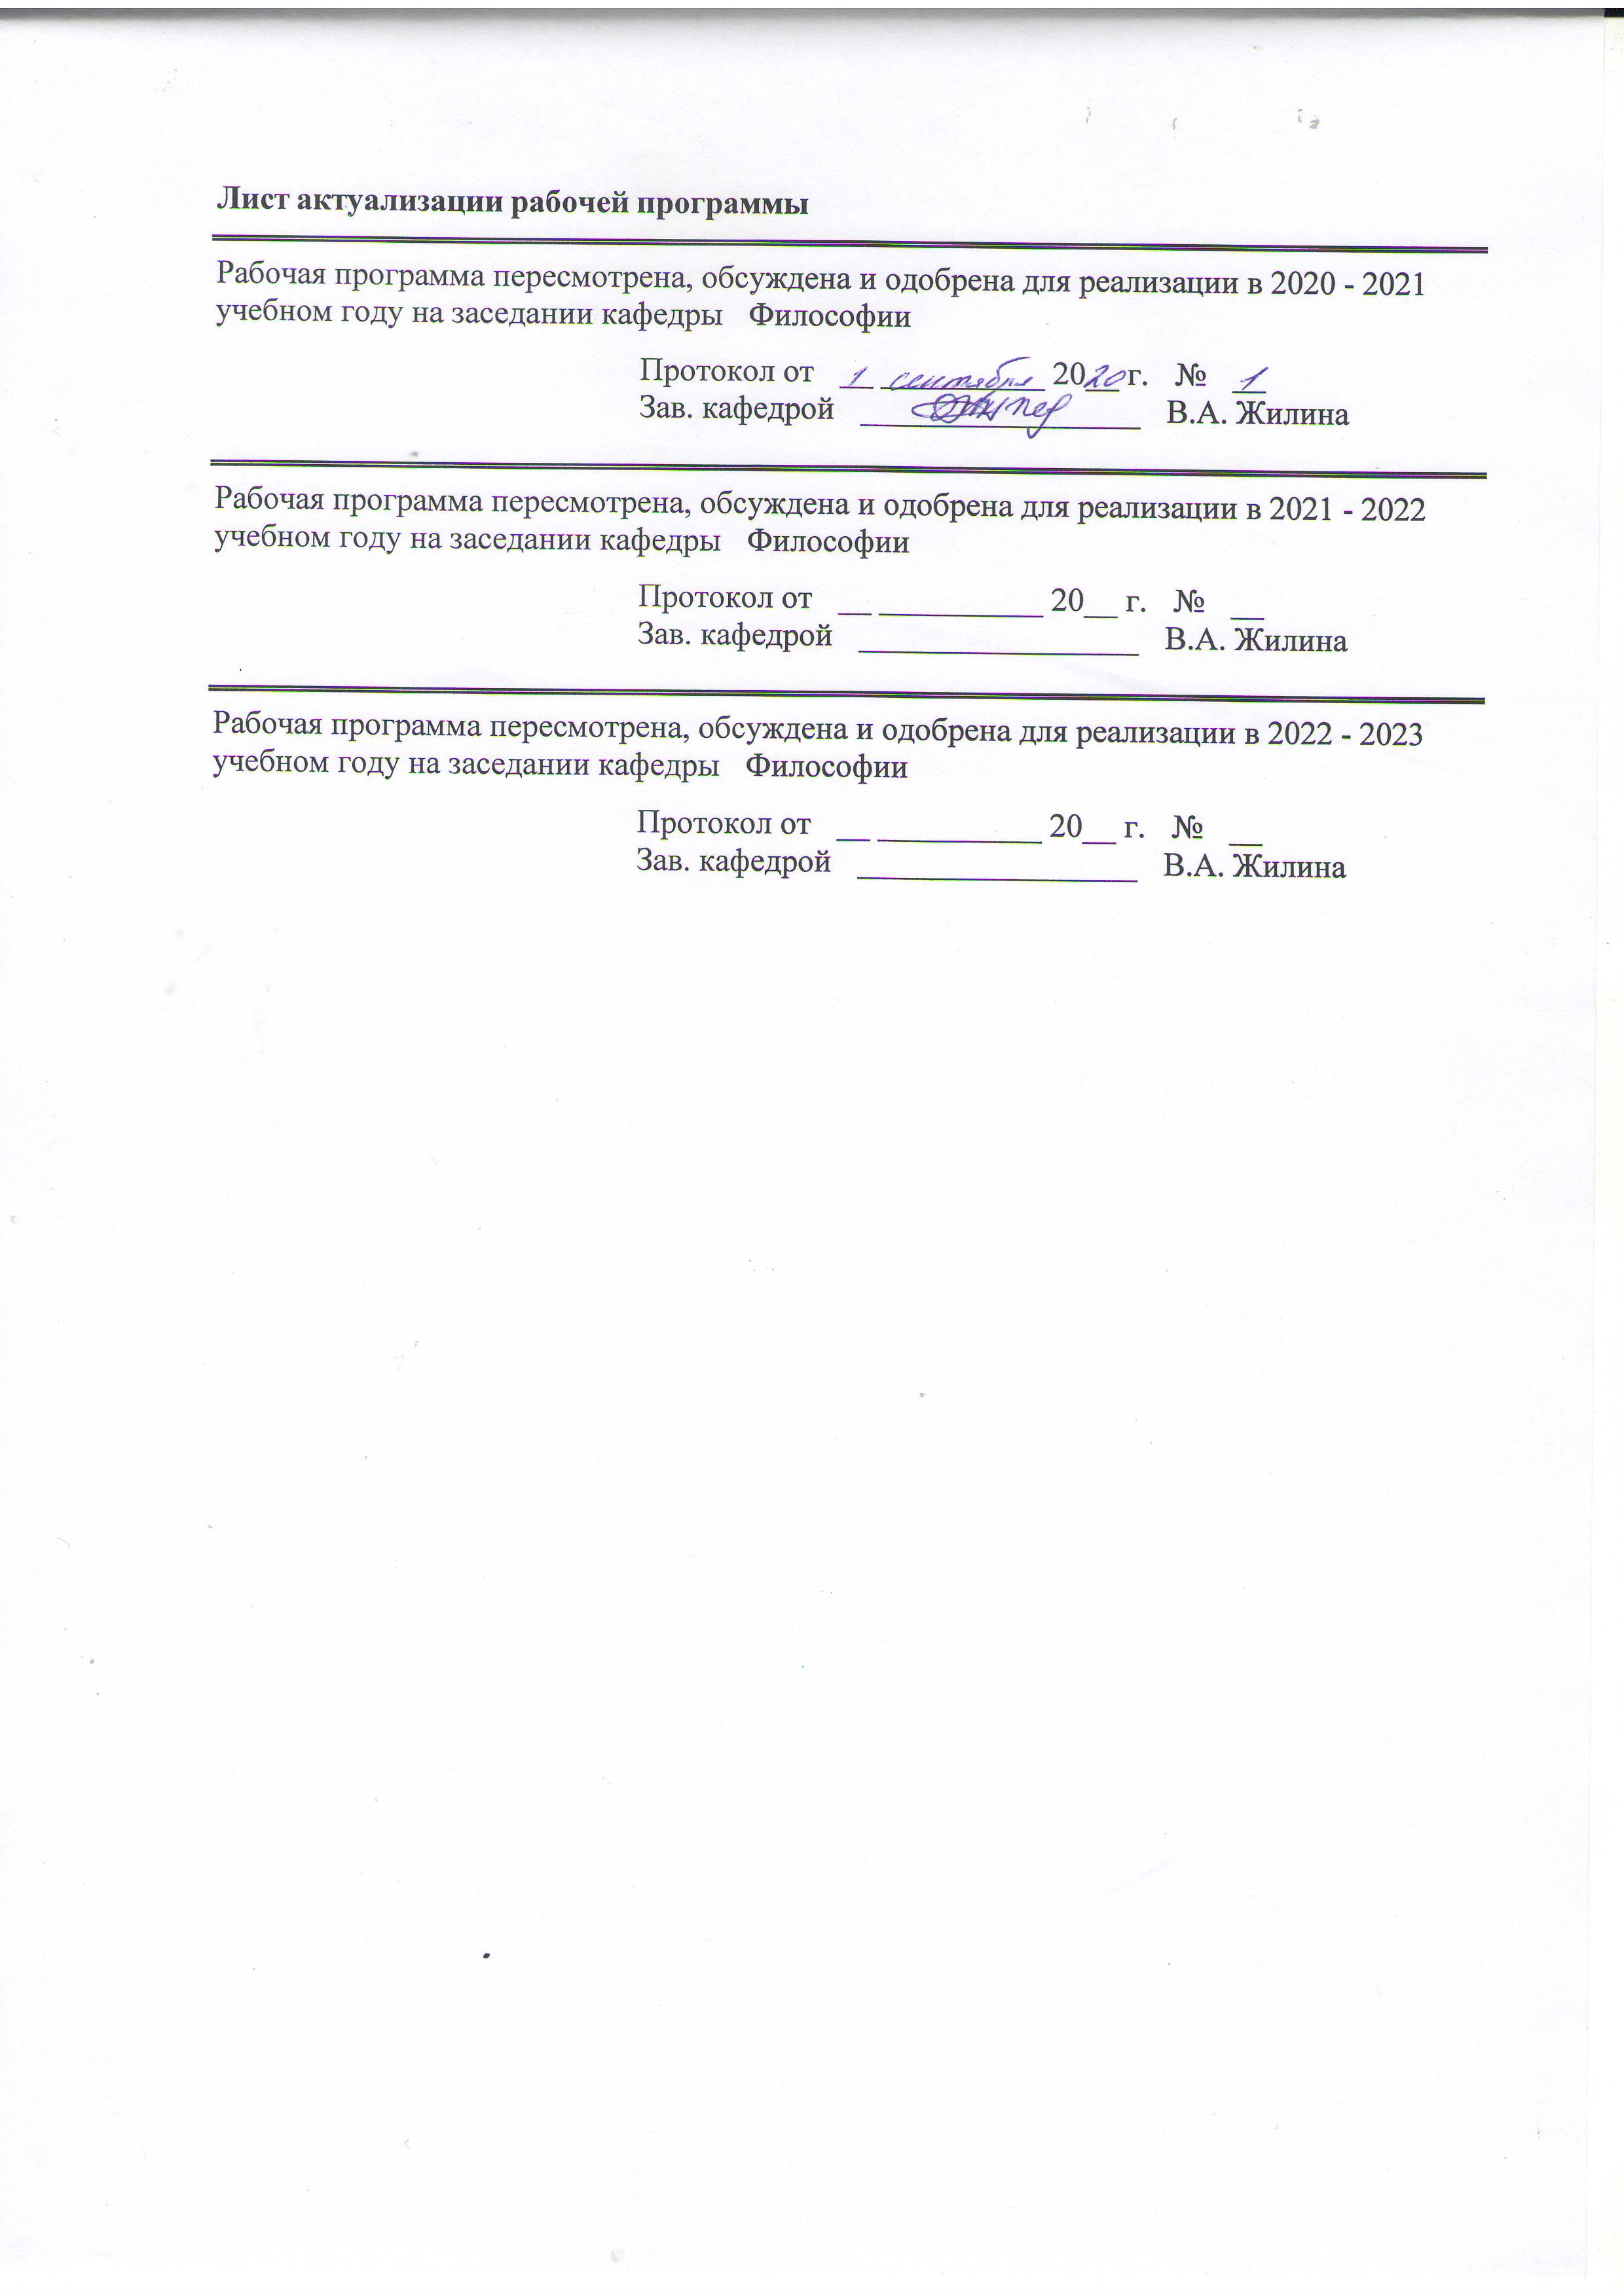 Лист актуализации рабочей программы
Рабочая программа пересмотрена, обсуждена и одобрена для реализации в 2020 - 2021
учебном году на заседании кафедры Философии
Протокол от 1 сентября 2020 г. № 1
Зав. кафедрой ________________ В.А. Жилина
Рабочая программа пересмотрена, обсуждена и одобрена для реализации в 2021 - 2022
учебном году на заседании кафедры Философии
Протокол от __ __________ 20__ г. № __
Зав. кафедрой ________________ В.А. Жилина
Рабочая программа пересмотрена, обсуждена и одобрена для реализации в 2022 - 2023
учебном году на заседании кафедры Философии
Протокол от __ __________ 20__ г. № __
Зав. кафедрой ________________ В.А. Жилина